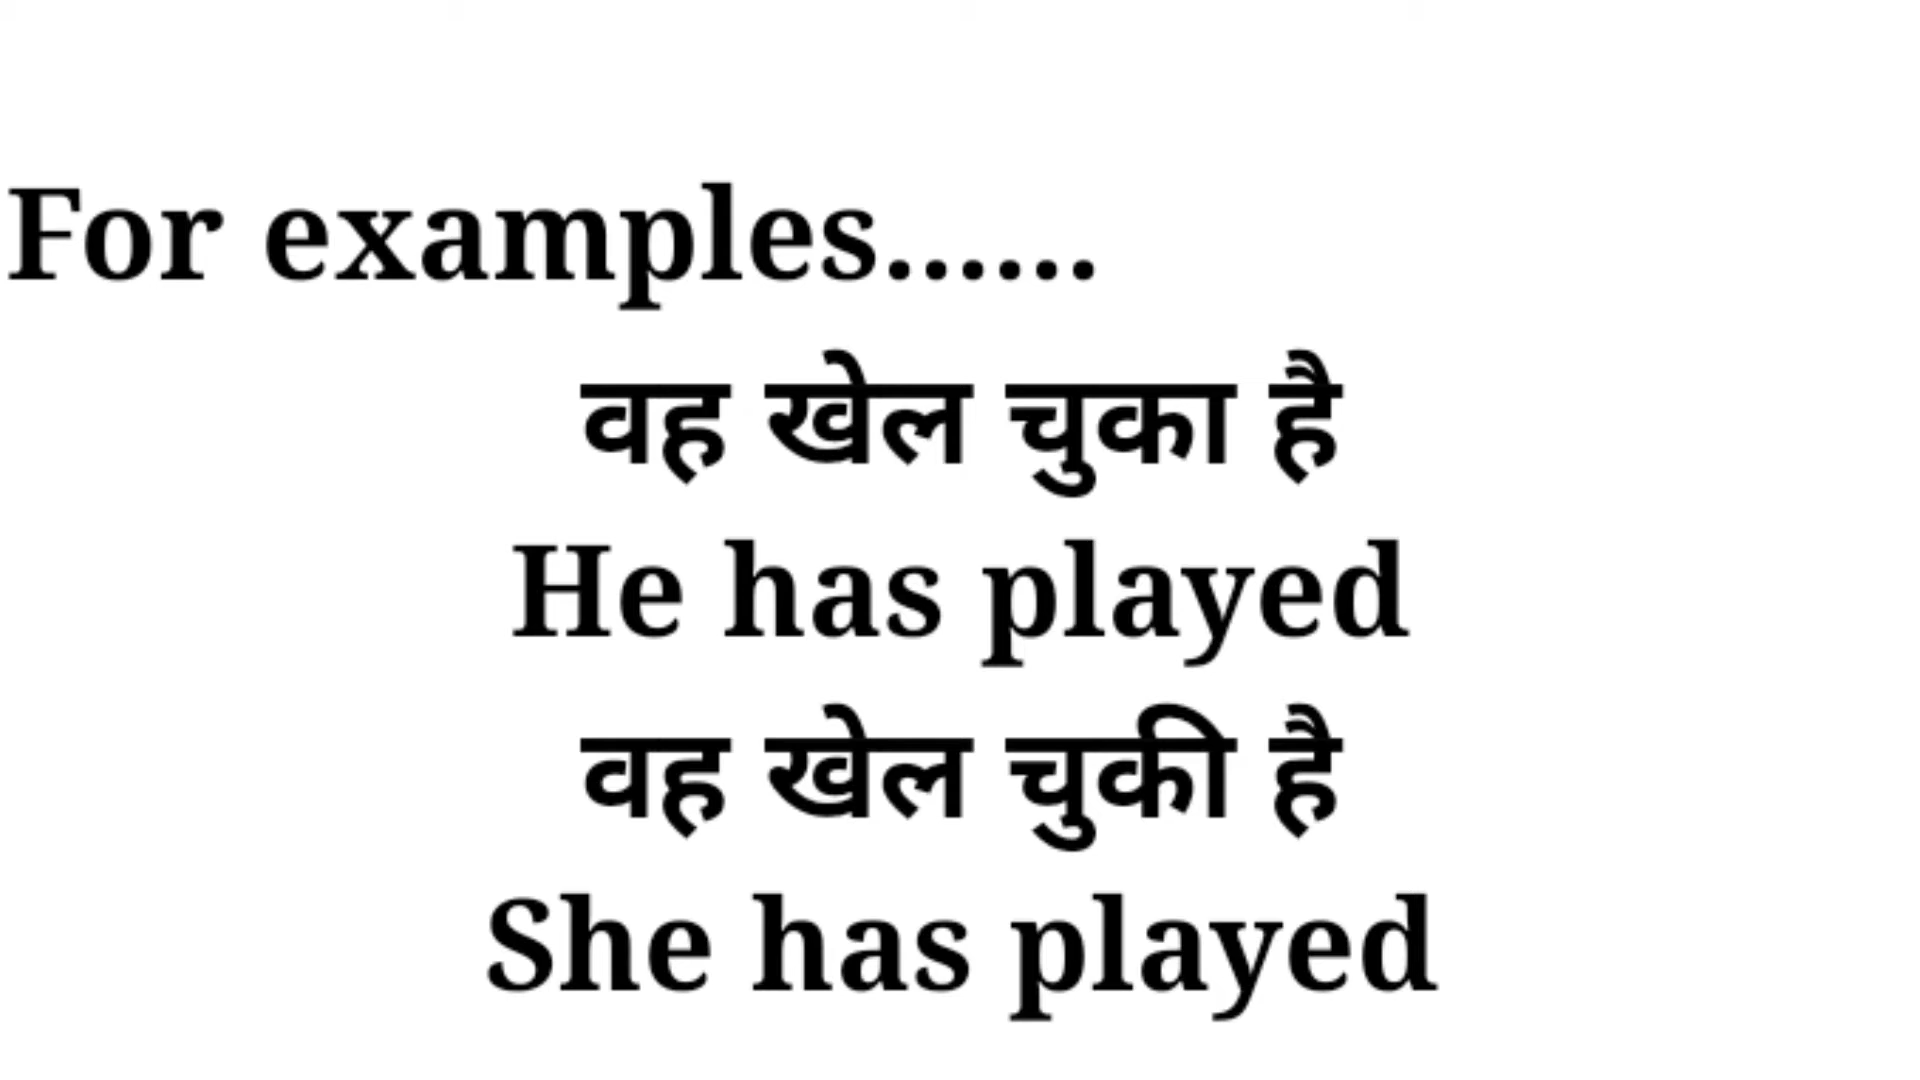 For examples......
वह खेल चुका है
He has played
वह खेल चुकी है
She has played